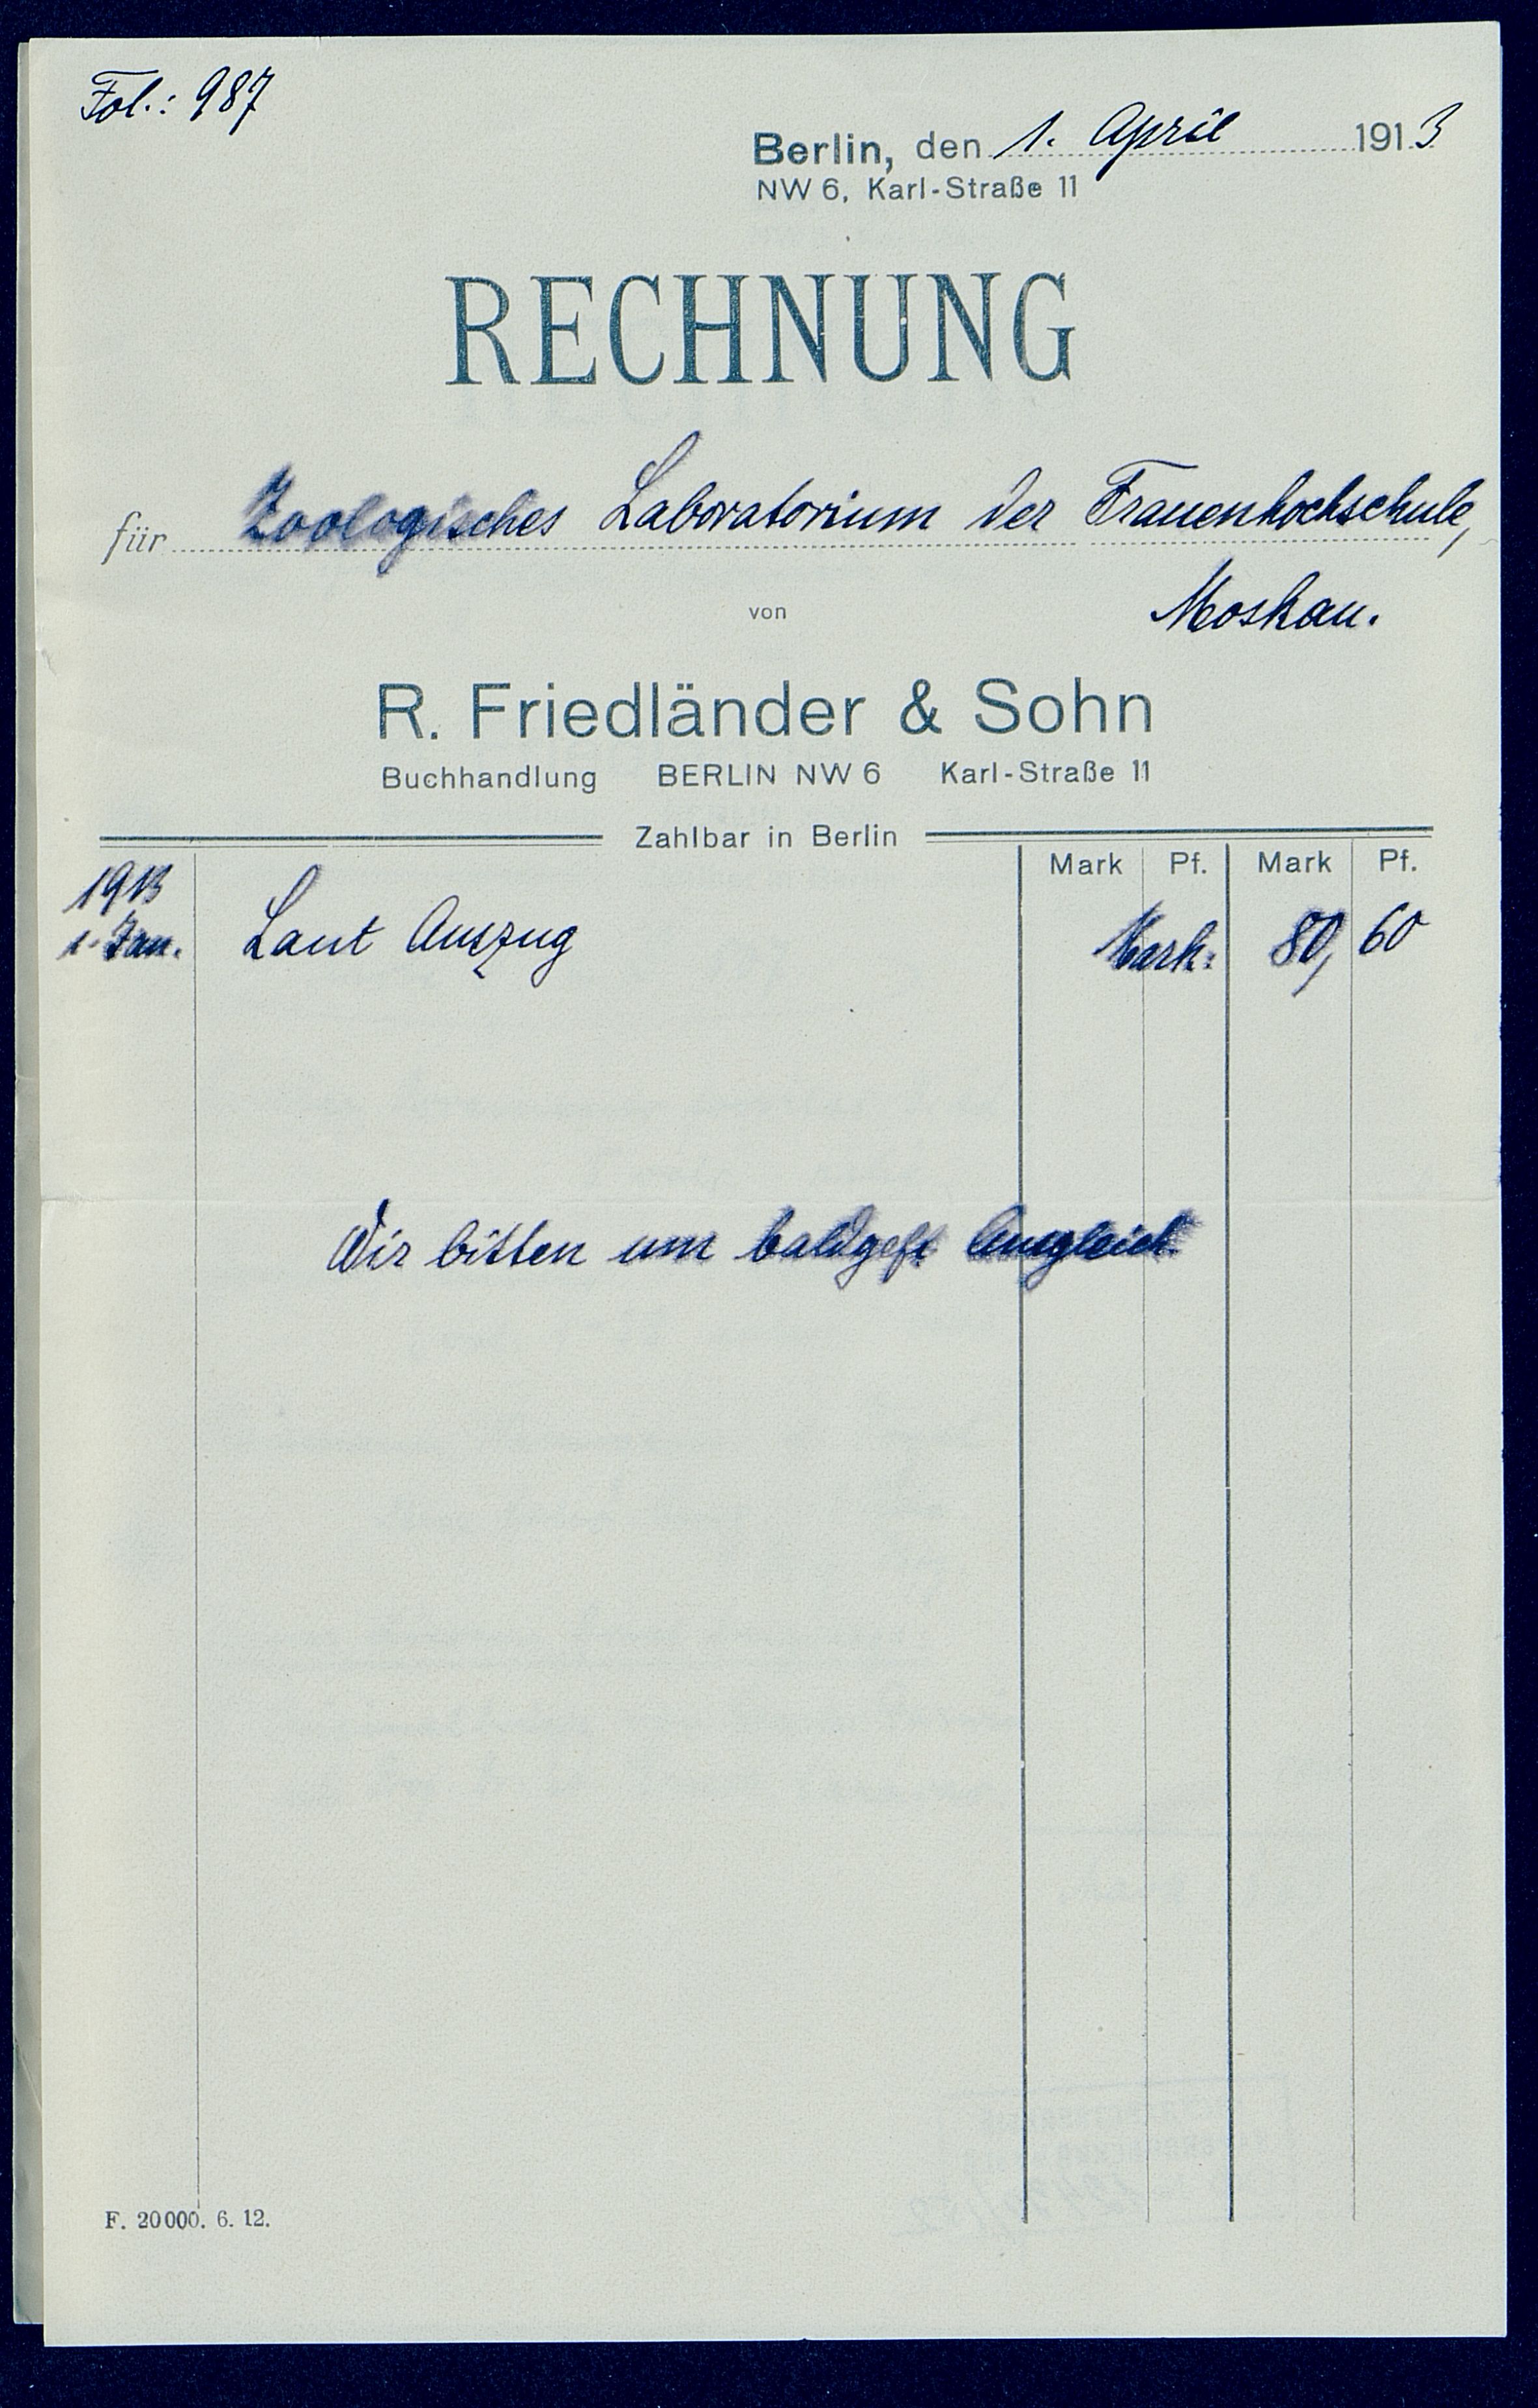 Fol.: 987
Berlin, den 1. April 1913
NW 6, Karl-Straße 11
RECHNUNG
für Zoologisches Laboratorium der Frauenhochschule,
Moskau.
von
R. Friedländer & Sohn
Buchhandlung BERLIN NW 6 Karl-Straße 11
Zahlbar in Berlin
Mark Pf. Mark Pf.
1913
1. Jan. Laut Auszug Mark: 80, 60
Wir bitten um baldgefl. Ausgleich.
F. 20000. 6. 12.